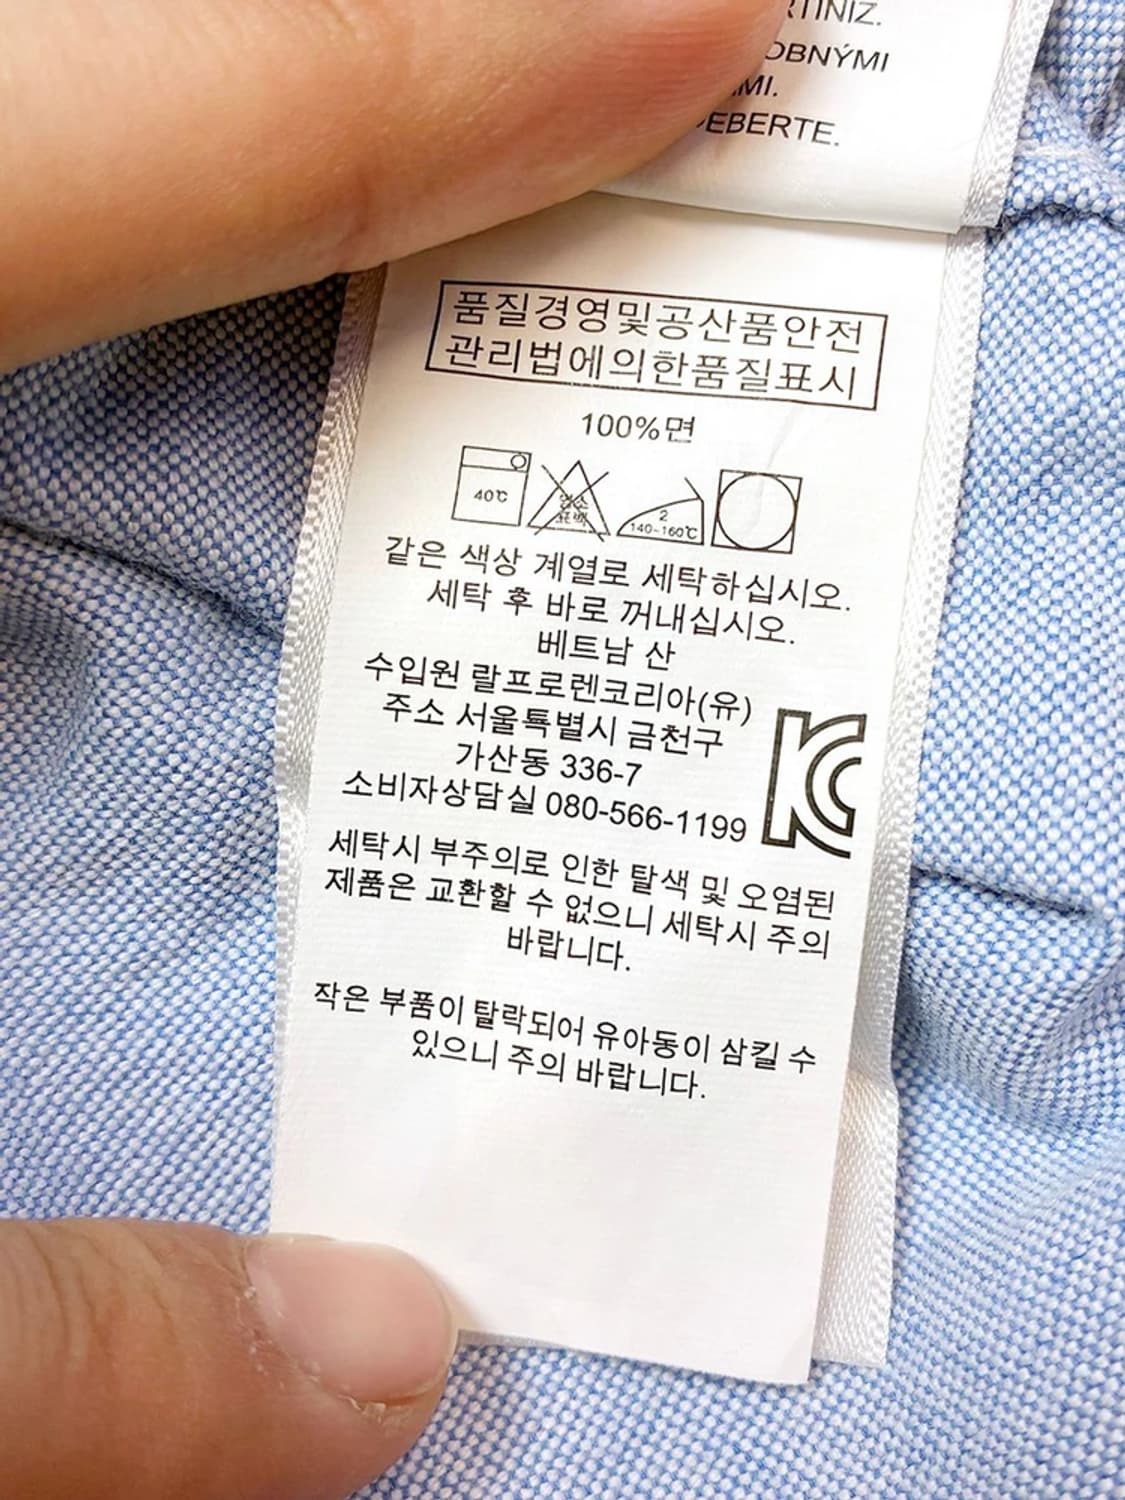 RTINIZ.
OBNÝMI
MI.
EBERTE.
품질경영및공산품안전
관리법에의한품질표시
100%면
40℃
염소
표백
2
140~160℃
같은 색상 계열로 세탁하십시오.
세탁 후 바로 꺼내십시오.
베트남 산
수입원 랄프로렌코리아(유)
주소 서울특별시 금천구
가산동 336-7
소비자상담실 080-566-1199
KC
세탁시 부주의로 인한 탈색 및 오염된
제품은 교환할 수 없으니 세탁시 주의
바랍니다.
작은 부품이 탈락되어 유아동이 삼킬 수
있으니 주의 바랍니다.